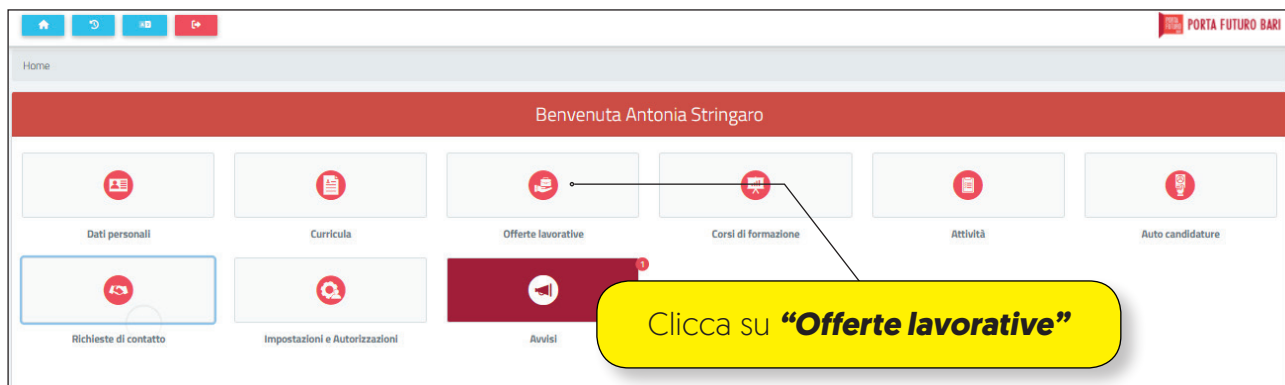 PORTA FUTURO BARI
Home
Benvenuta Antonia Stringaro
Dati personali
Curricula
Offerte lavorative
Corsi di formazione
Attività
Auto candidature
1
Richieste di contatto
Impostazioni e Autorizzazioni
Avvisi
Clicca su “Offerte lavorative”